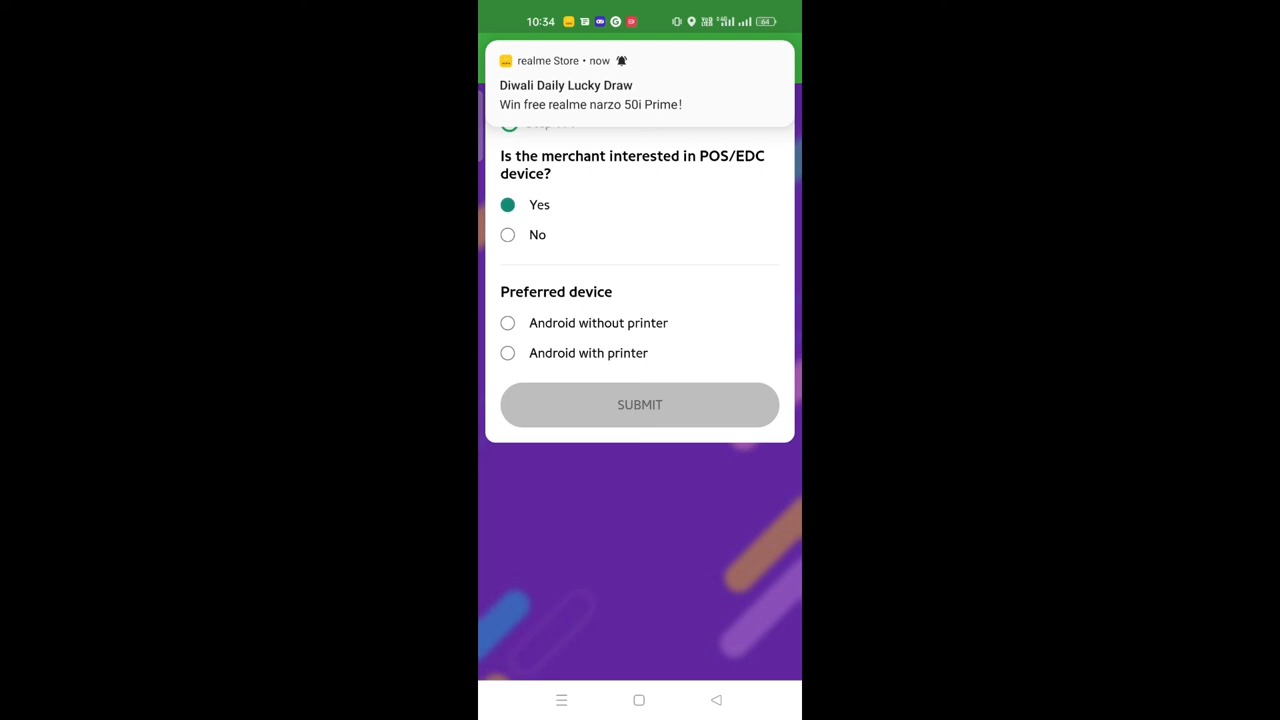 10:34
64
realme Store • now
Diwali Daily Lucky Draw
Win free realme narzo 50i Prime!
Is the merchant interested in POS/EDC
device?
Yes
No
Preferred device
Android without printer
Android with printer
SUBMIT